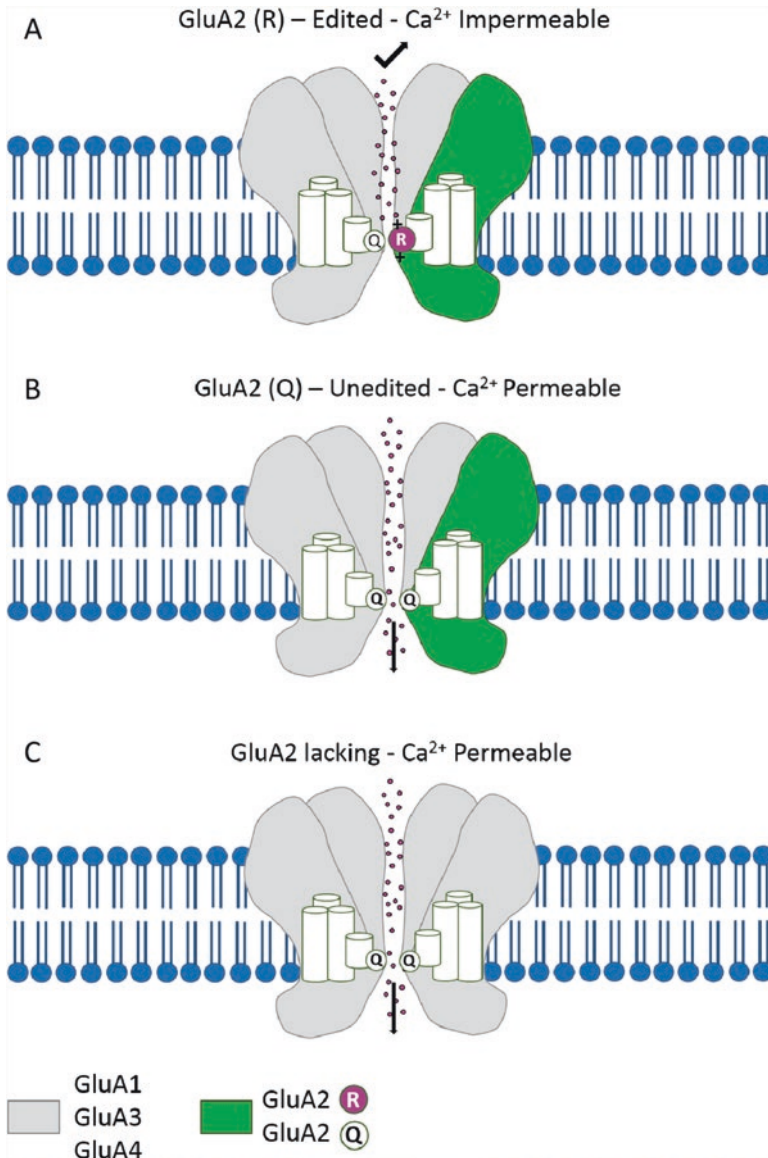 A
GluA2 (R) – Edited - Ca²⁺ Impermeable
Q
+
R
+
B
GluA2 (Q) – Unedited - Ca²⁺ Permeable
Q
Q
C
GluA2 lacking - Ca²⁺ Permeable
Q
Q
GluA1
GluA3
GluA4
GluA2 R
GluA2 Q